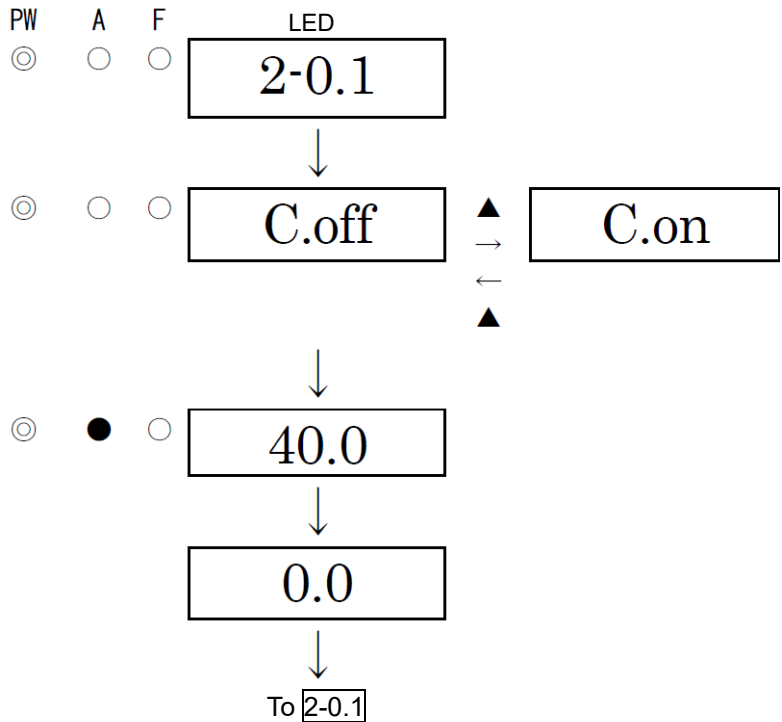 PW A F LED
◎ ○ ○ 2-0.1
↓
◎ ○ ○ C.off ▲ C.on
→
←
▲
↓
◎ ● ○ 40.0
↓
0.0
↓
To 2-0.1